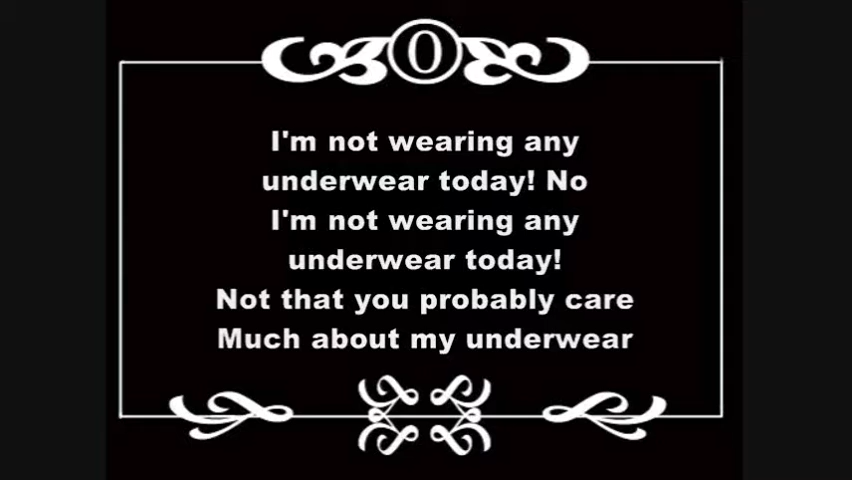 0
I'm not wearing any
underwear today! No
I'm not wearing any
underwear today!
Not that you probably care
Much about my underwear